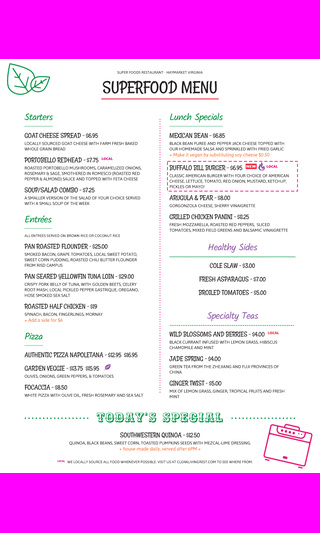 SUPER FOODS RESTAURANT - HAYMARKET VIRGINIA
SUPERFOOD MENU
Starters
GOAT CHEESE SPREAD - $6.95
LOCALLY SOURCED GOAT CHEESE WITH FARM FRESH BAKED
WHOLE GRAIN BREAD
PORTOBELLO REDHEAD - $7.75 LOCAL
ROASTED PORTOBELLO MUSHROOMS, CARAMELIZED ONIONS,
ROSEMARY & SAGE, SMOTHERED IN ROMESCO (ROASTED RED
PEPPER & ALMOND) SAUCE AND TOPPED WITH FETA CHEESE
SOUP/SALAD COMBO - $7.25
A SMALLER VERSION OF THE SALAD OF YOUR CHOICE SERVED
WITH A SMALL SOUP OF THE WEEK
Entrées
ALL ENTREES SERVED ON BROWN RICE OR COCONUT RICE
PAN ROASTED FLOUNDER - $25.00
SMOKED BACON, GRAPE TOMATOES, LOCAL SWEET POTATO,
SWEET CORN PUDDING, ROASTED CHILI BUTTER FLOUNDER
FROM RED CAMPUS
PAN SEARED YELLOWFIN TUNA LOIN - $29.00
CRISPY PORK BELLY OF TUNA, WITH GOLDEN BEETS, CELERY
ROOT MASH, LOCAL PICKLED PEPPER GASTRIQUE, OREGANO,
HOME SMOKED SEA SALT
ROASTED HALF CHICKEN - $19
SPINACH, BACON, FINGERLINGS, MORNAY
+ Add a side for $6
Pizza
AUTHENTIC PIZZA NAPOLETANA - $12.95 $16.95
GARDEN VEGGIE - $13.75 $15.95
OLIVES, ONIONS, GREEN PEPPERS, & TOMATOES
FOCACCIA - $8.50
WHITE PIZZA WITH OLIVE OIL, FRESH ROSEMARY AND SEA SALT
Lunch Specials
MEXICAN BEAN - $6.85
BLACK BEAN PUREE AND PEPPER JACK CHEESE TOPPED WITH
OUR HOMEMADE SALSA AND SPRINKLED WITH FRIED GARLIC
+ Make it vegan by substituting soy cheese $0.50
BUFFALO BILL BURGER - $6.95 NEW
CLASSIC AMERICAN BURGER WITH YOUR CHOICE OF AMERICAN
CHEESE, LETTUCE, TOMATO, RED ONION, MUSTARD, KETCHUP,
PICKLES OR MAYO!
ARUGULA & PEAR - $8.00
GORGONZOLA CHEESE, SHERRY VINAIGRETTE
GRILLED CHICKEN PANINI - $11.25
FRESH MOZZARELLA, ROASTED RED PEPPERS, SLICED
TOMATOES, MIXED FIELD GREENS AND BALSAMIC VINAIGRETTE
Healthy Sides
COLE SLAW - $3.00
FRESH ASPARAGUS - $7.00
BROILED TOMATOES - $5.00
Specialty Teas
WILD BLOSSOMS AND BERRIES - $4.00 LOCAL
BLACK CURRANT INFUSED WITH LEMON GRASS, HIBISCUS
CHAMOMILE AND MINT
JADE SPRING - $4.00
GREEN TEA FROM THE ZHEJIANG AND FUJI PROVINCES OF
CHINA
GINGER TWIST - $5.00
MIX OF LEMON GRASS, GINGER, TROPICAL FRUITS AND FRESH
MINT
TODAY'S SPECIAL
SOUTHWESTERN QUINOA - $12.50
QUINOA, BLACK BEANS, SWEET CORN, TOASTED PUMPKIN SEEDS WITH MEZCAL-LIME DRESSING.
+ house made daily, served after 6PM +
LOCAL WE LOCALLY SOURCE ALL FOOD WHENEVER POSSIBLE. VISIT US AT CLEANLIVINGDIRECT.COM TO SEE WHERE FROM.